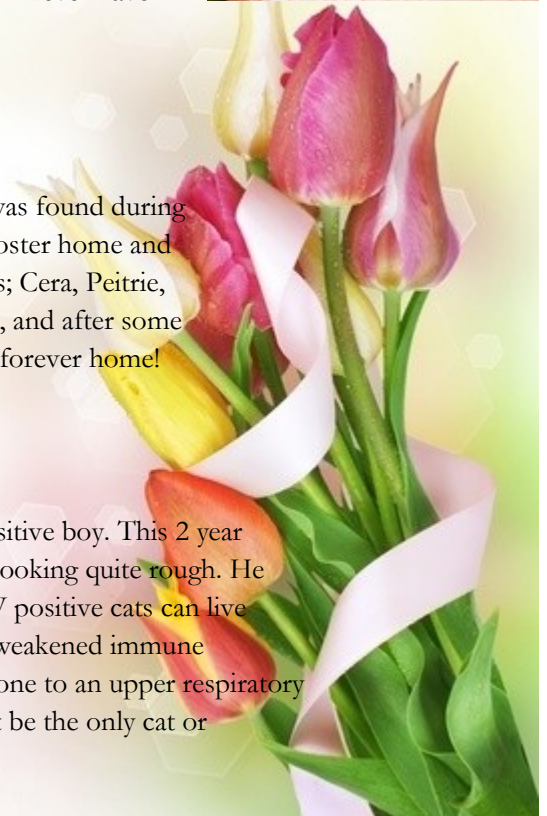 was found during
oster home and
s; Cera, Peitrie,
, and after some
forever home!
sitive boy. This 2 year
ooking quite rough. He
V positive cats can live
weakened immune
one to an upper respiratory
be the only cat or